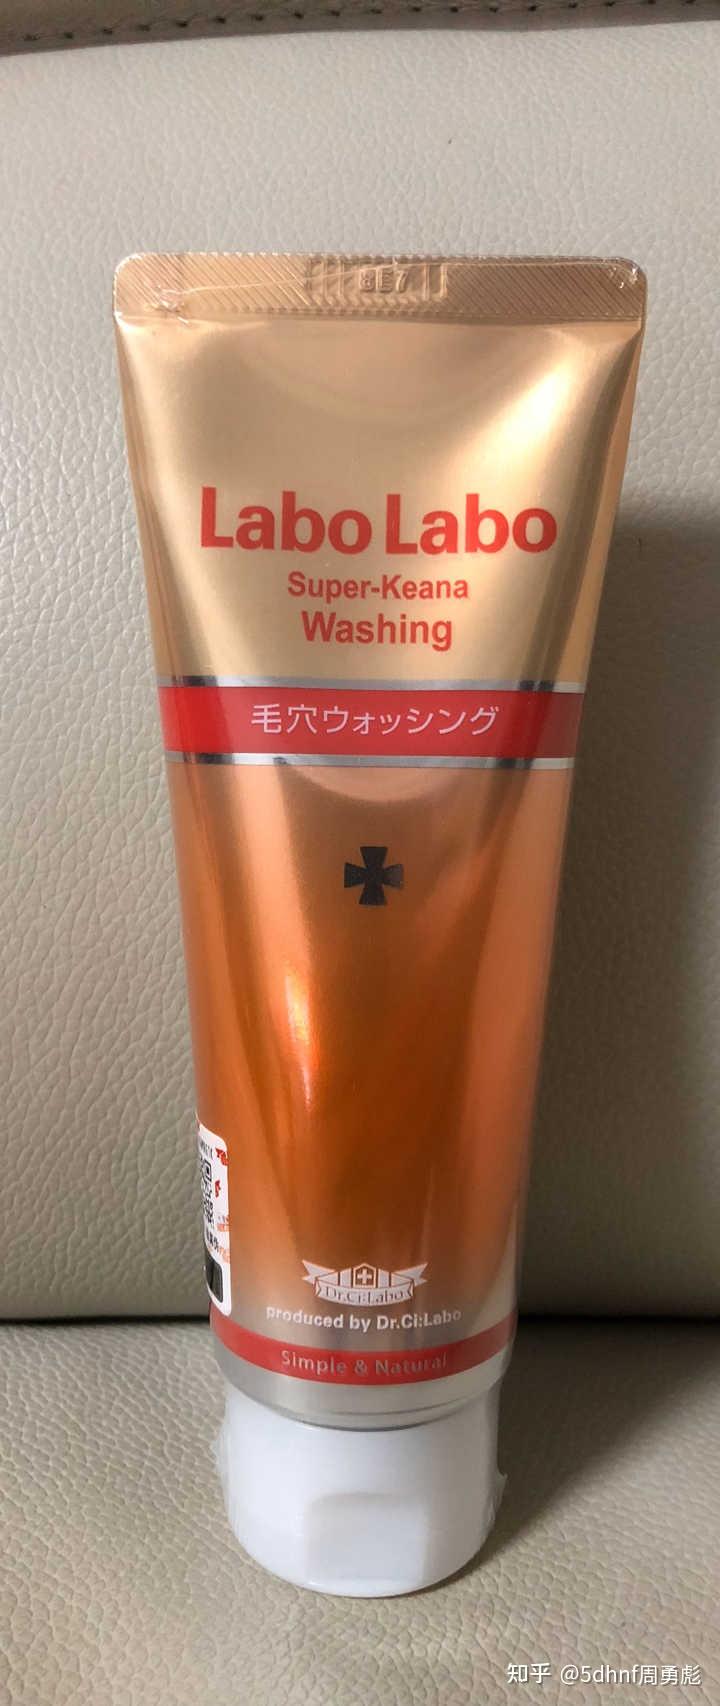 8E7
Labo Labo
Super-Keana
Washing
毛穴ウォッシング
Dr.Ci:Labo
produced by Dr.Ci:Labo
Simple & Natural
知乎 @5dhnf周勇彪